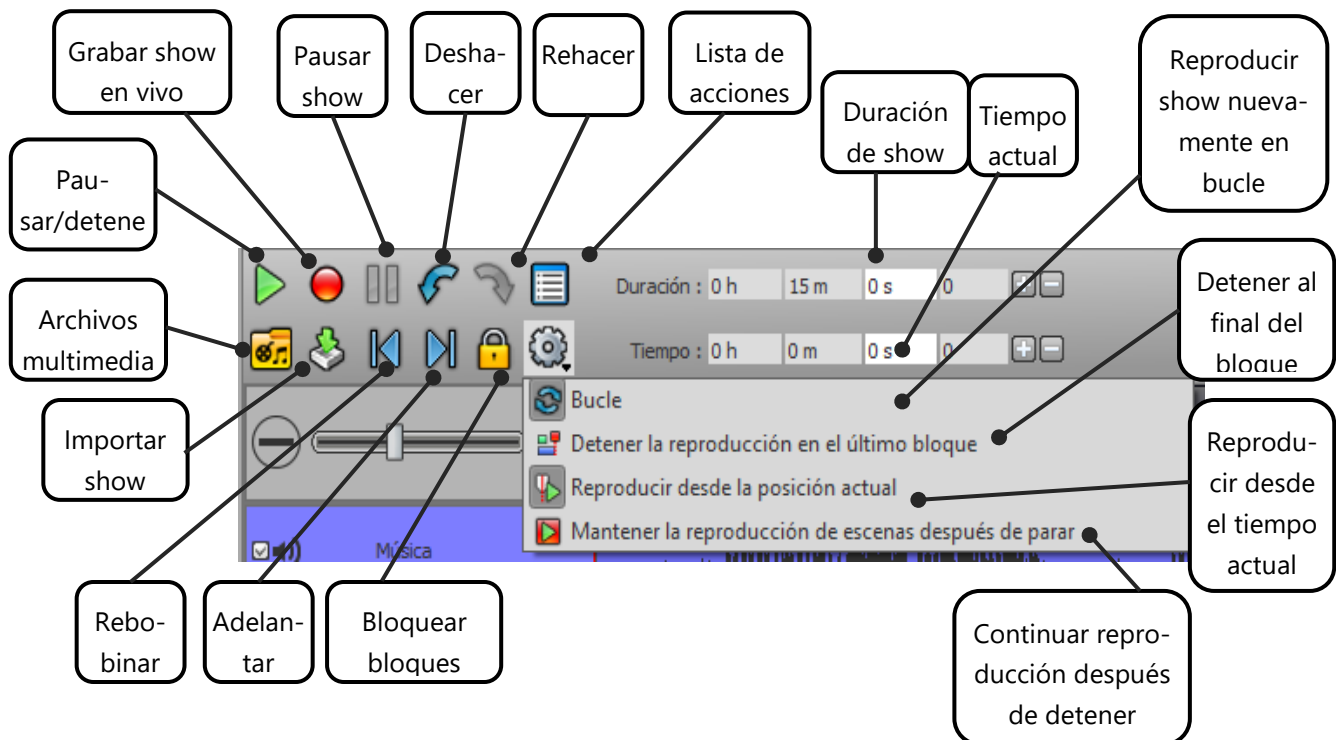 Grabar show
en vivo
Pausar
show
Desha-
cer
Rehacer
Lista de
acciones
Duración
de show
Tiempo
actual
Reproducir
show nueva-
mente en
bucle
Pau-
sar/detene
Archivos
multimedia
Importar
show
Duración : 0 h 15 m 0 s 0
Tiempo : 0 h 0 m 0 s 0
Bucle
Detener la reproducción en el último bloque
Reproducir desde la posición actual
Mantener la reproducción de escenas después de parar
Música
Detener al
final del
bloque
Reprodu-
cir desde
el tiempo
actual
Rebo-
binar
Adelan-
tar
Bloquear
bloques
Continuar repro-
ducción después
de detener